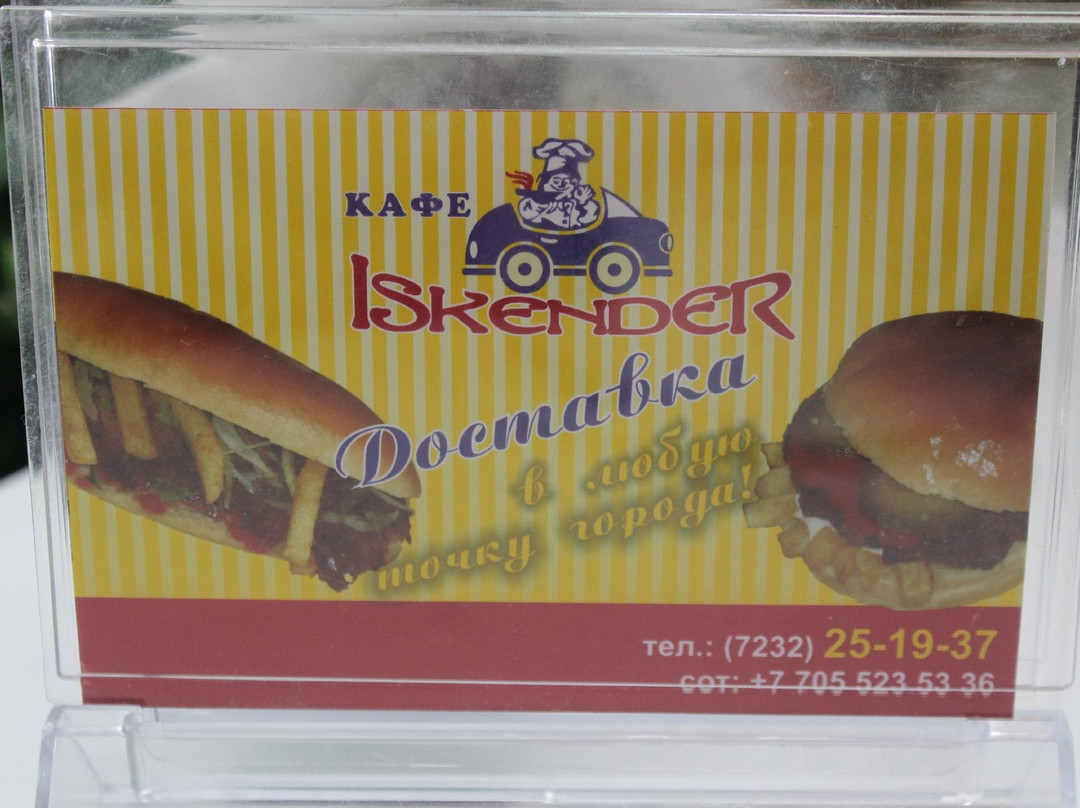 КАФЕ
ISKENDER
Доставка
в любую
точку города!
тел.: (7232) 25-19-37
сот: +7 705 523 53 36